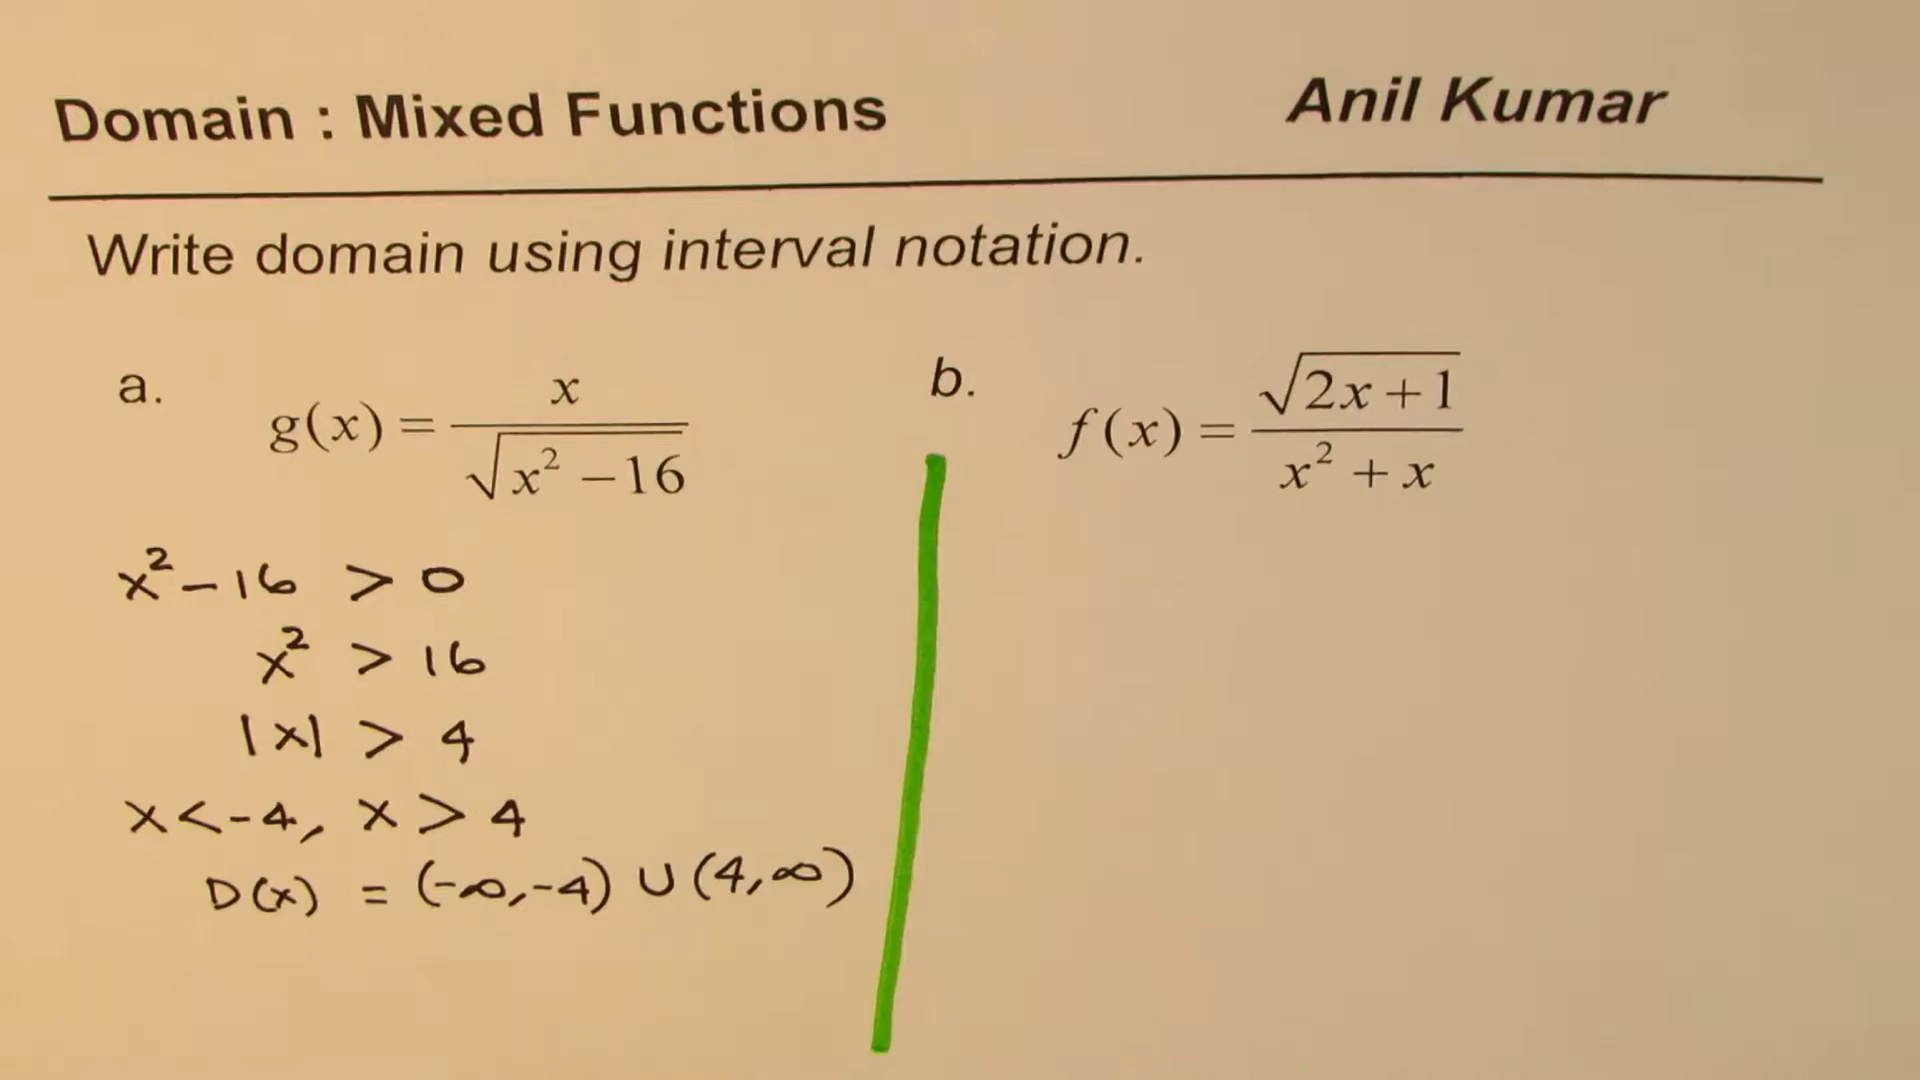 Domain : Mixed Functions
Anil Kumar
Write domain using interval notation.
a. g(x) = x / √(x² − 16)
b. f(x) = √(2x + 1) / (x² + x)
x² − 16 > 0
x² > 16
|x| > 4
x < -4, x > 4
D(x) = (-∞, -4) ∪ (4, ∞)